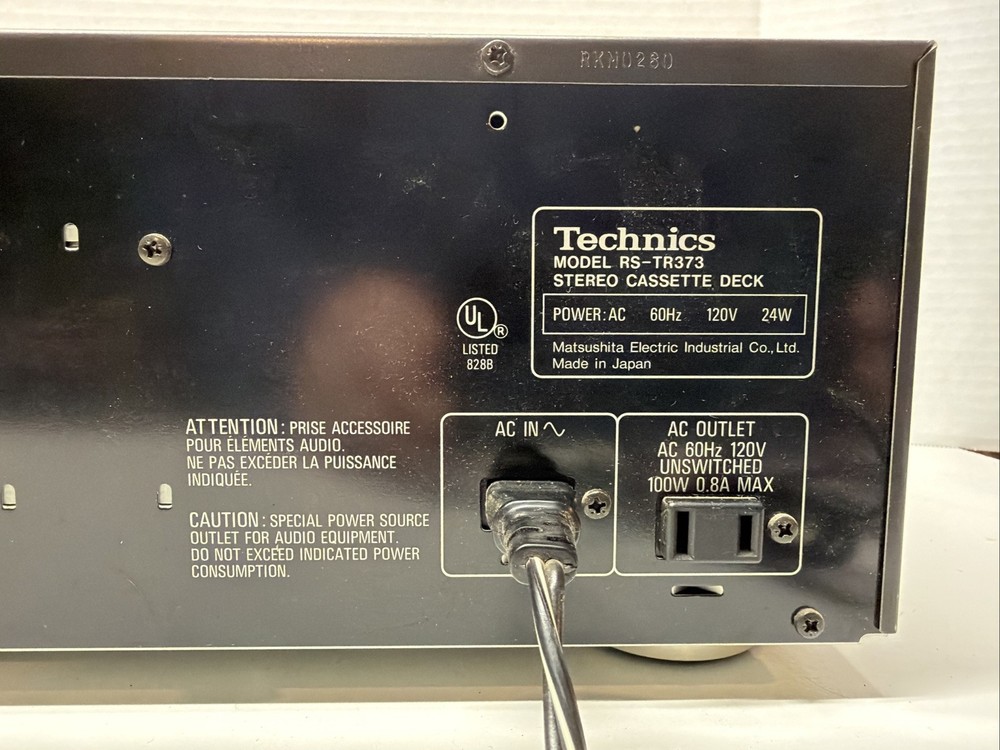 RKN0280
Technics
MODEL RS-TR373
STEREO CASSETTE DECK
POWER:AC 60Hz 120V 24W
Matsushita Electric Industrial Co.,Ltd.
Made in Japan
UL ®
LISTED
828B
ATTENTION: PRISE ACCESSOIRE
POUR ÉLÉMENTS AUDIO.
NE PAS EXCÉDER LA PUISSANCE
INDIQUÉE.
CAUTION: SPECIAL POWER SOURCE
OUTLET FOR AUDIO EQUIPMENT.
DO NOT EXCEED INDICATED POWER
CONSUMPTION.
AC IN ∿
AC OUTLET
AC 60Hz 120V
UNSWITCHED
100W 0.8A MAX